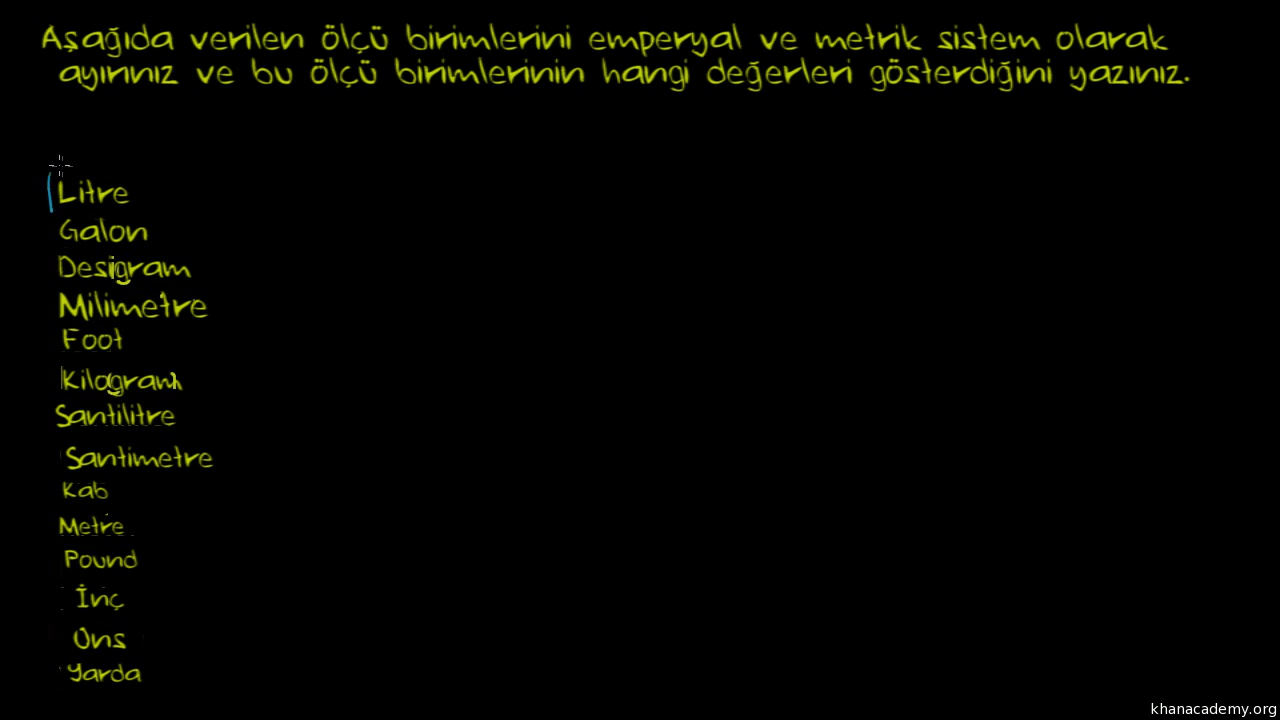 Aşağıda verilen ölçü birimlerini emperyal ve metrik sistem olarak
ayırınız ve bu ölçü birimlerinin hangi değerleri gösterdiğini yazınız.
Litre
Galon
Desigram
Milimetre
Foot
Kilogram
Santilitre
Santimetre
Kab
Metre
Pound
İnç
Ons
Yarda
khanacademy.org